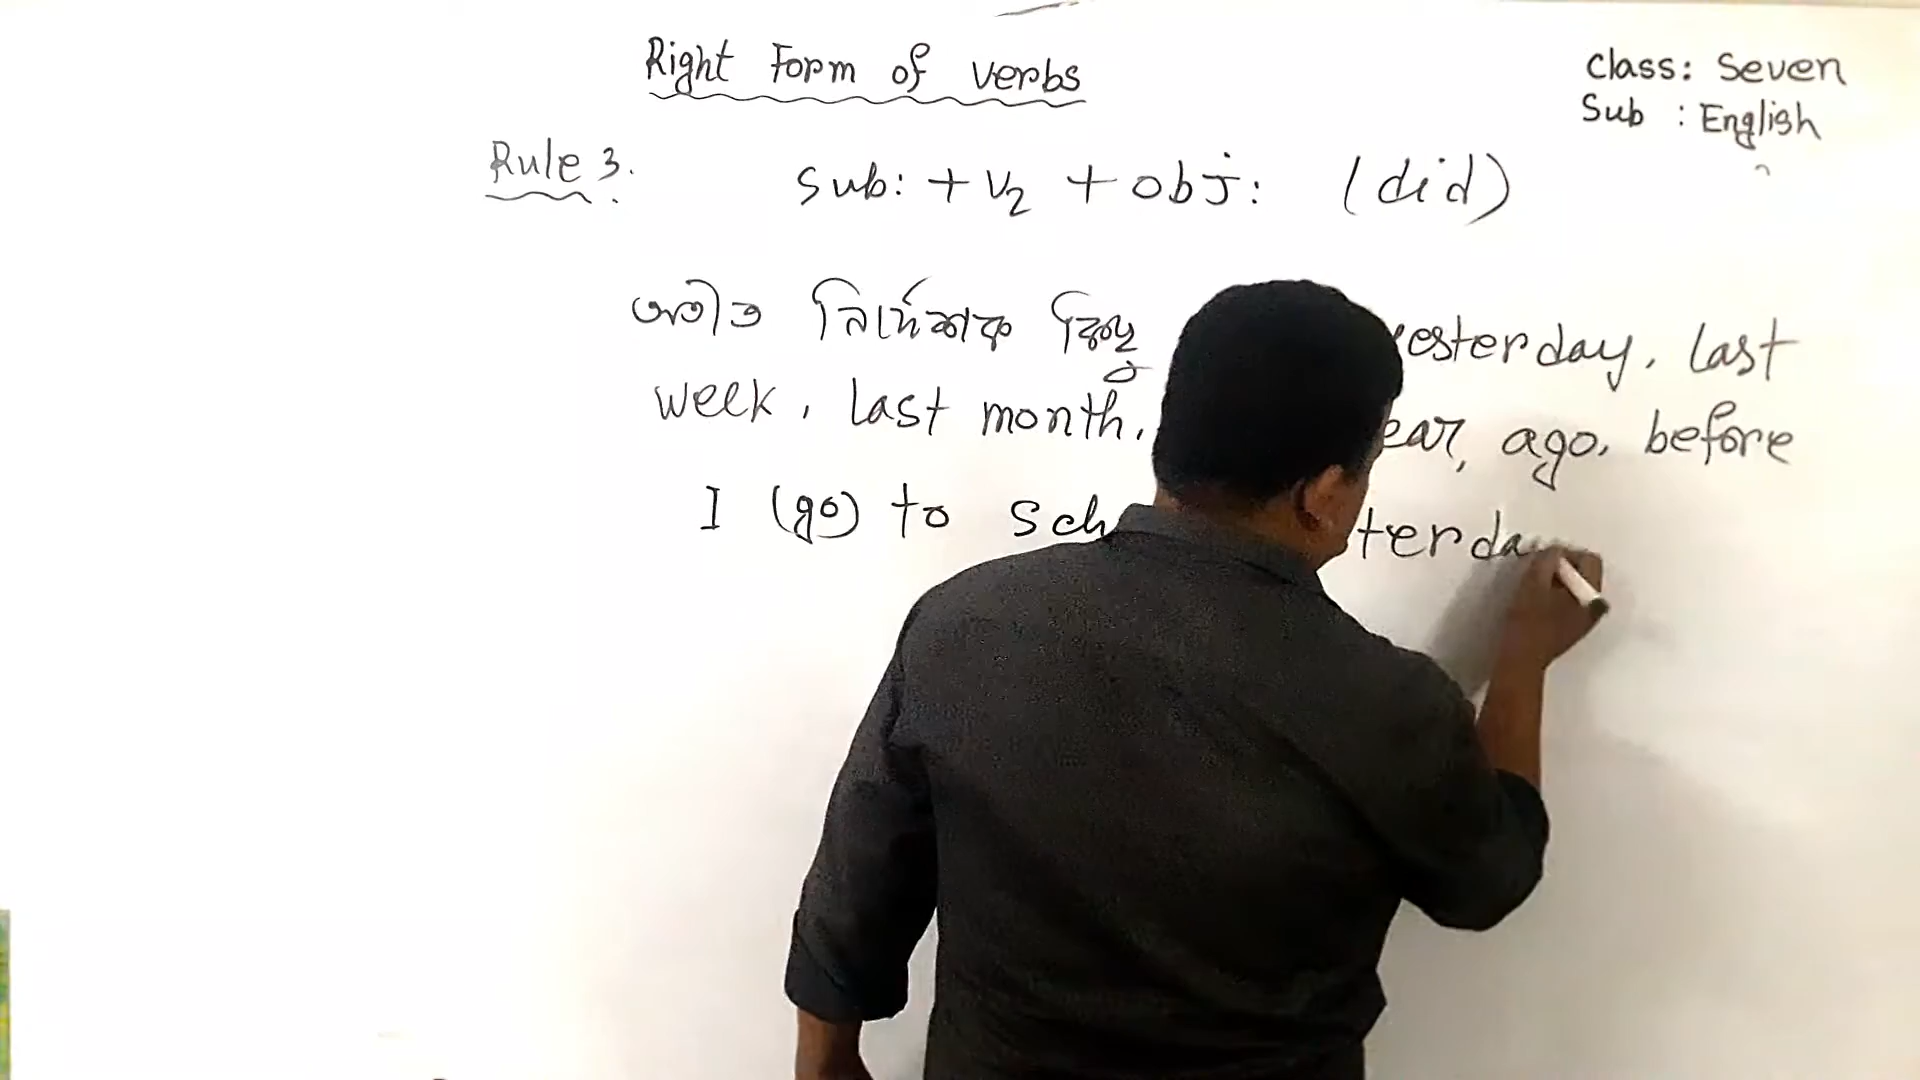 Right Form of verbs
Class: Seven
Sub : English
Rule 3.
Sub: + V2 + obj: (did)
অতীত নির্দেশক কিছু esterday, last
week, last month, ear, ago, before
I (go) to Sch terda